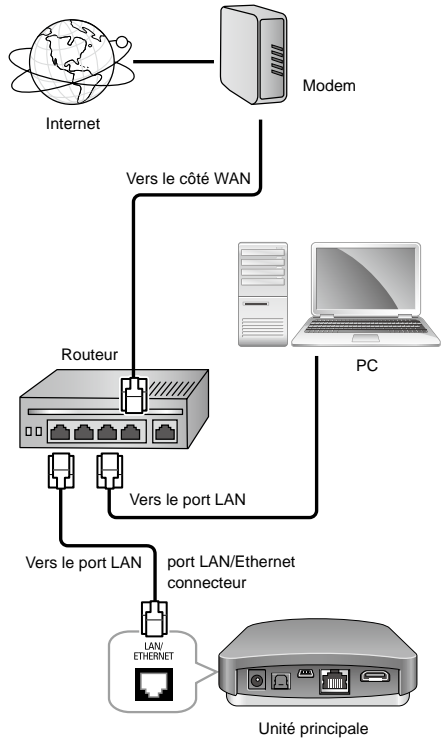 Internet
Modem
Vers le côté WAN
Routeur
PC
Vers le port LAN
Vers le port LAN
port LAN/Ethernet
connecteur
LAN/
ETHERNET
Unité principale